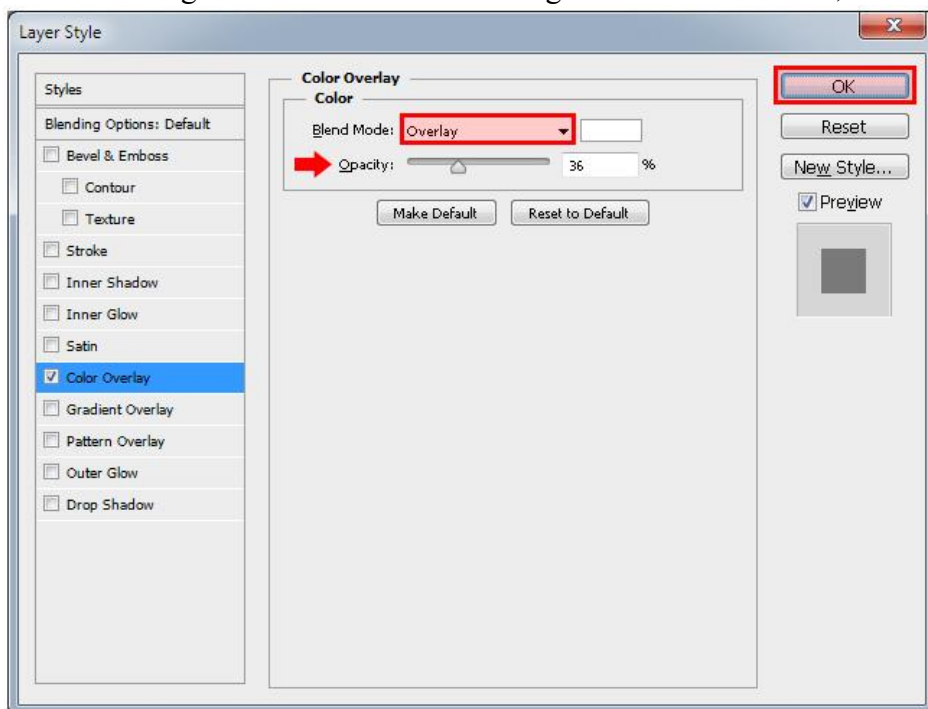 Layer Style
Styles
Blending Options: Default
Bevel & Emboss
Contour
Texture
Stroke
Inner Shadow
Inner Glow
Satin
Color Overlay
Gradient Overlay
Pattern Overlay
Outer Glow
Drop Shadow
Color Overlay
Color
Blend Mode: Overlay
Opacity: 36 %
Make Default Reset to Default
OK
Reset
New Style...
Preview